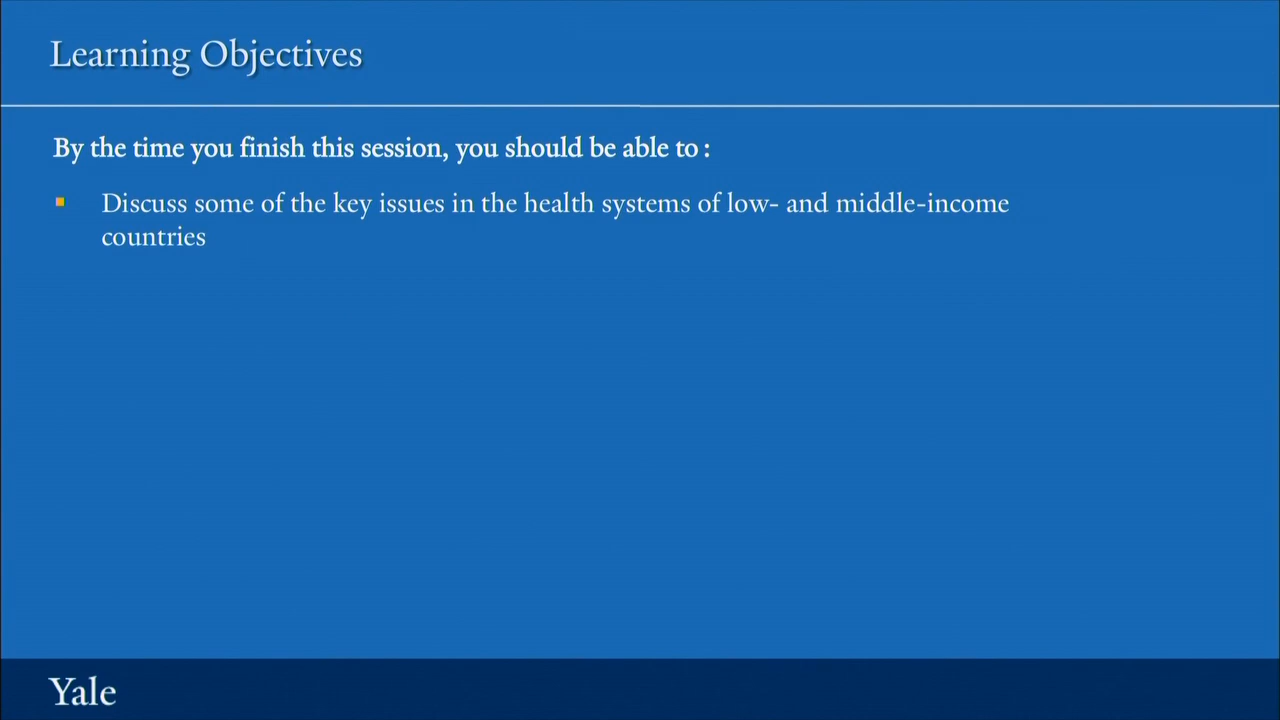 Learning Objectives
By the time you finish this session, you should be able to :
Discuss some of the key issues in the health systems of low- and middle-income
countries
Yale